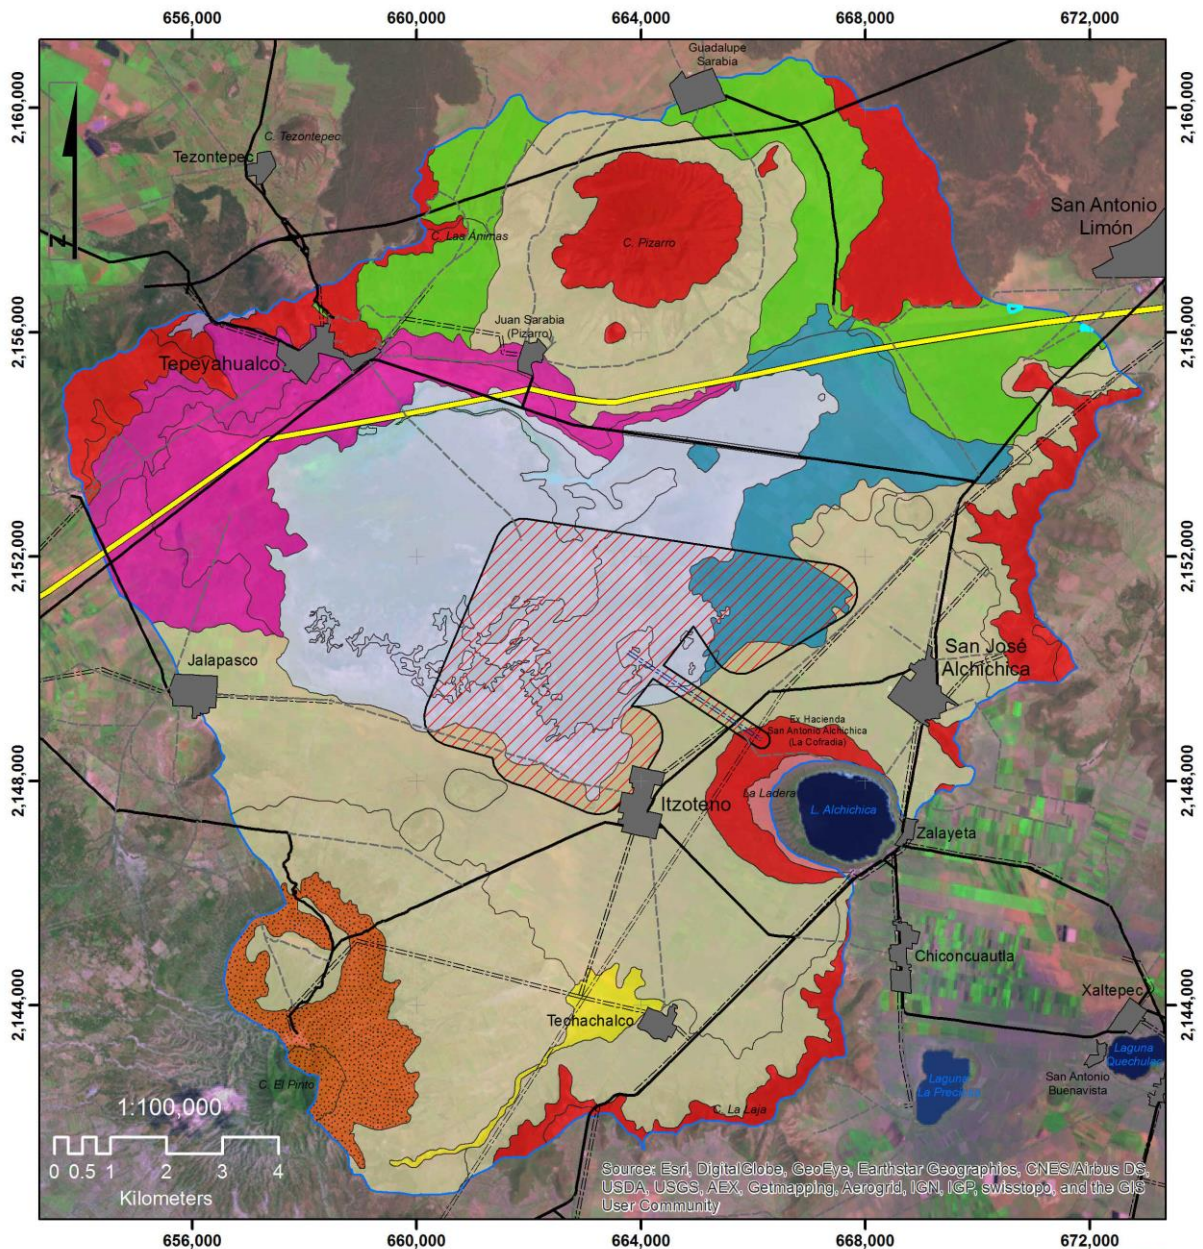 656,000 660,000 664,000 668,000 672,000
2,160,000
2,160,000
Guadalupe
Sarabia
C. Tezontepec
Tezontepec
San Antonio
Limón
C. Las Ánimas
C. Pizarro
N
2,156,000
2,156,000
Juan Sarabia
(Pizarro)
Tepeyahualco
2,152,000
2,152,000
Jalapasco
San José
Alchichica
Ex Hacienda
San Antonio Alchichica
(La Cofradia)
2,148,000
2,148,000
La Ladera
L. Alchichica
Itzoteno
Zalayeta
Chiconcuautla
Xaltepec
2,144,000
2,144,000
Techachalco
Laguna
Quechulac
San Antonio
Buenavista
Laguna
La Preciosa
C. El Pinto
C. La Laja
1:100,000
0 0.5 1 2 3 4
Kilometers
Source: Esri, DigitalGlobe, GeoEye, Earthstar Geographics, CNES/Airbus DS,
USDA, USGS, AEX, Getmapping, Aerogrid, IGN, IGP, swisstopo, and the GIS
User Community
656,000 660,000 664,000 668,000 672,000